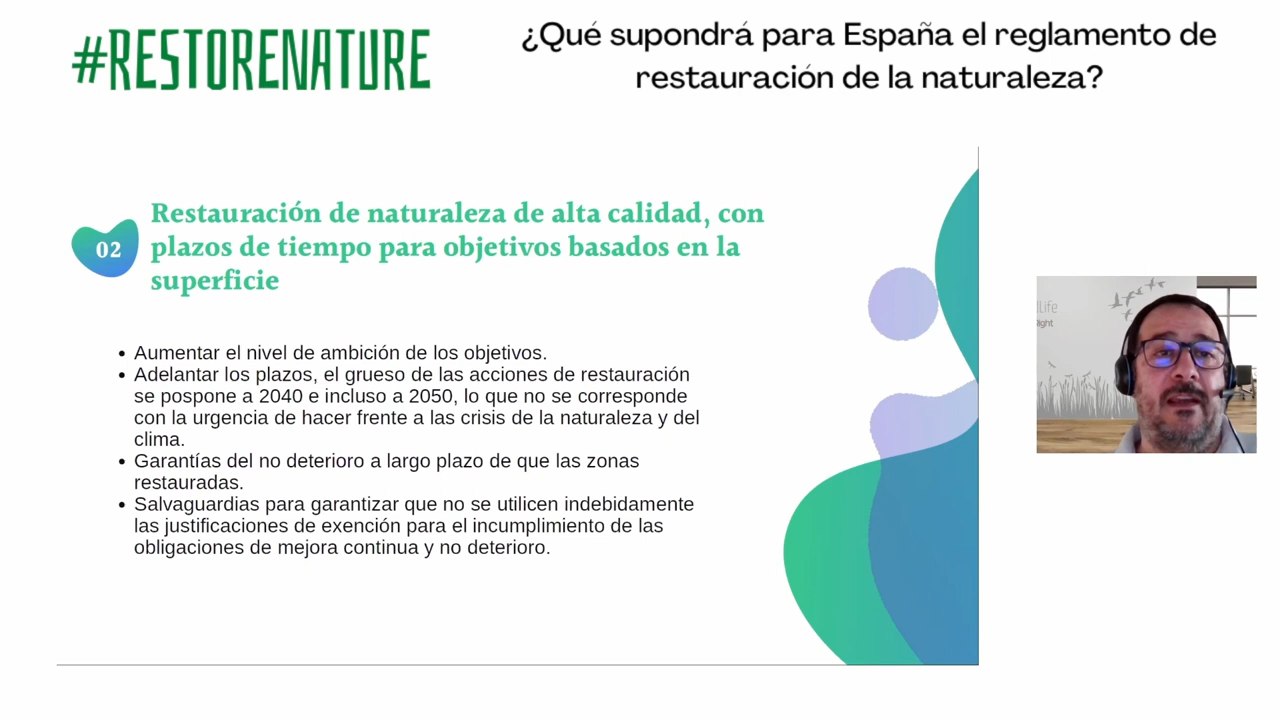 #RESTORENATURE
¿Qué supondrá para España el reglamento de
restauración de la naturaleza?
02
Restauración de naturaleza de alta calidad, con
plazos de tiempo para objetivos basados en la
superficie
• Aumentar el nivel de ambición de los objetivos.
• Adelantar los plazos, el grueso de las acciones de restauración
se pospone a 2040 e incluso a 2050, lo que no se corresponde
con la urgencia de hacer frente a las crisis de la naturaleza y del
clima.
• Garantías del no deterioro a largo plazo de que las zonas
restauradas.
• Salvaguardias para garantizar que no se utilicen indebidamente
las justificaciones de exención para el incumplimiento de las
obligaciones de mejora continua y no deterioro.
Life